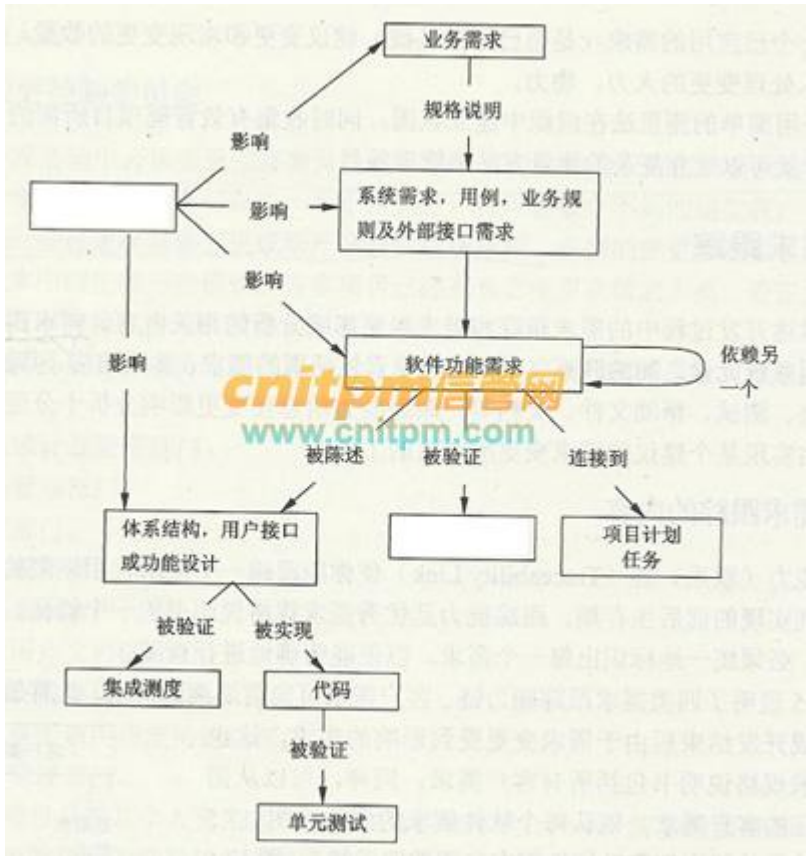 业务需求
规格说明
影响
系统需求，用例，业务规
则及外部接口需求
影响
影响
影响
软件功能需求
依赖另
一个
cnitpm信管网
www.cnitpm.com
被陈述
被验证
连接到
体系结构，用户接口
或功能设计
项目计划
任务
被验证
被实现
集成测度
代码
被验证
单元测试